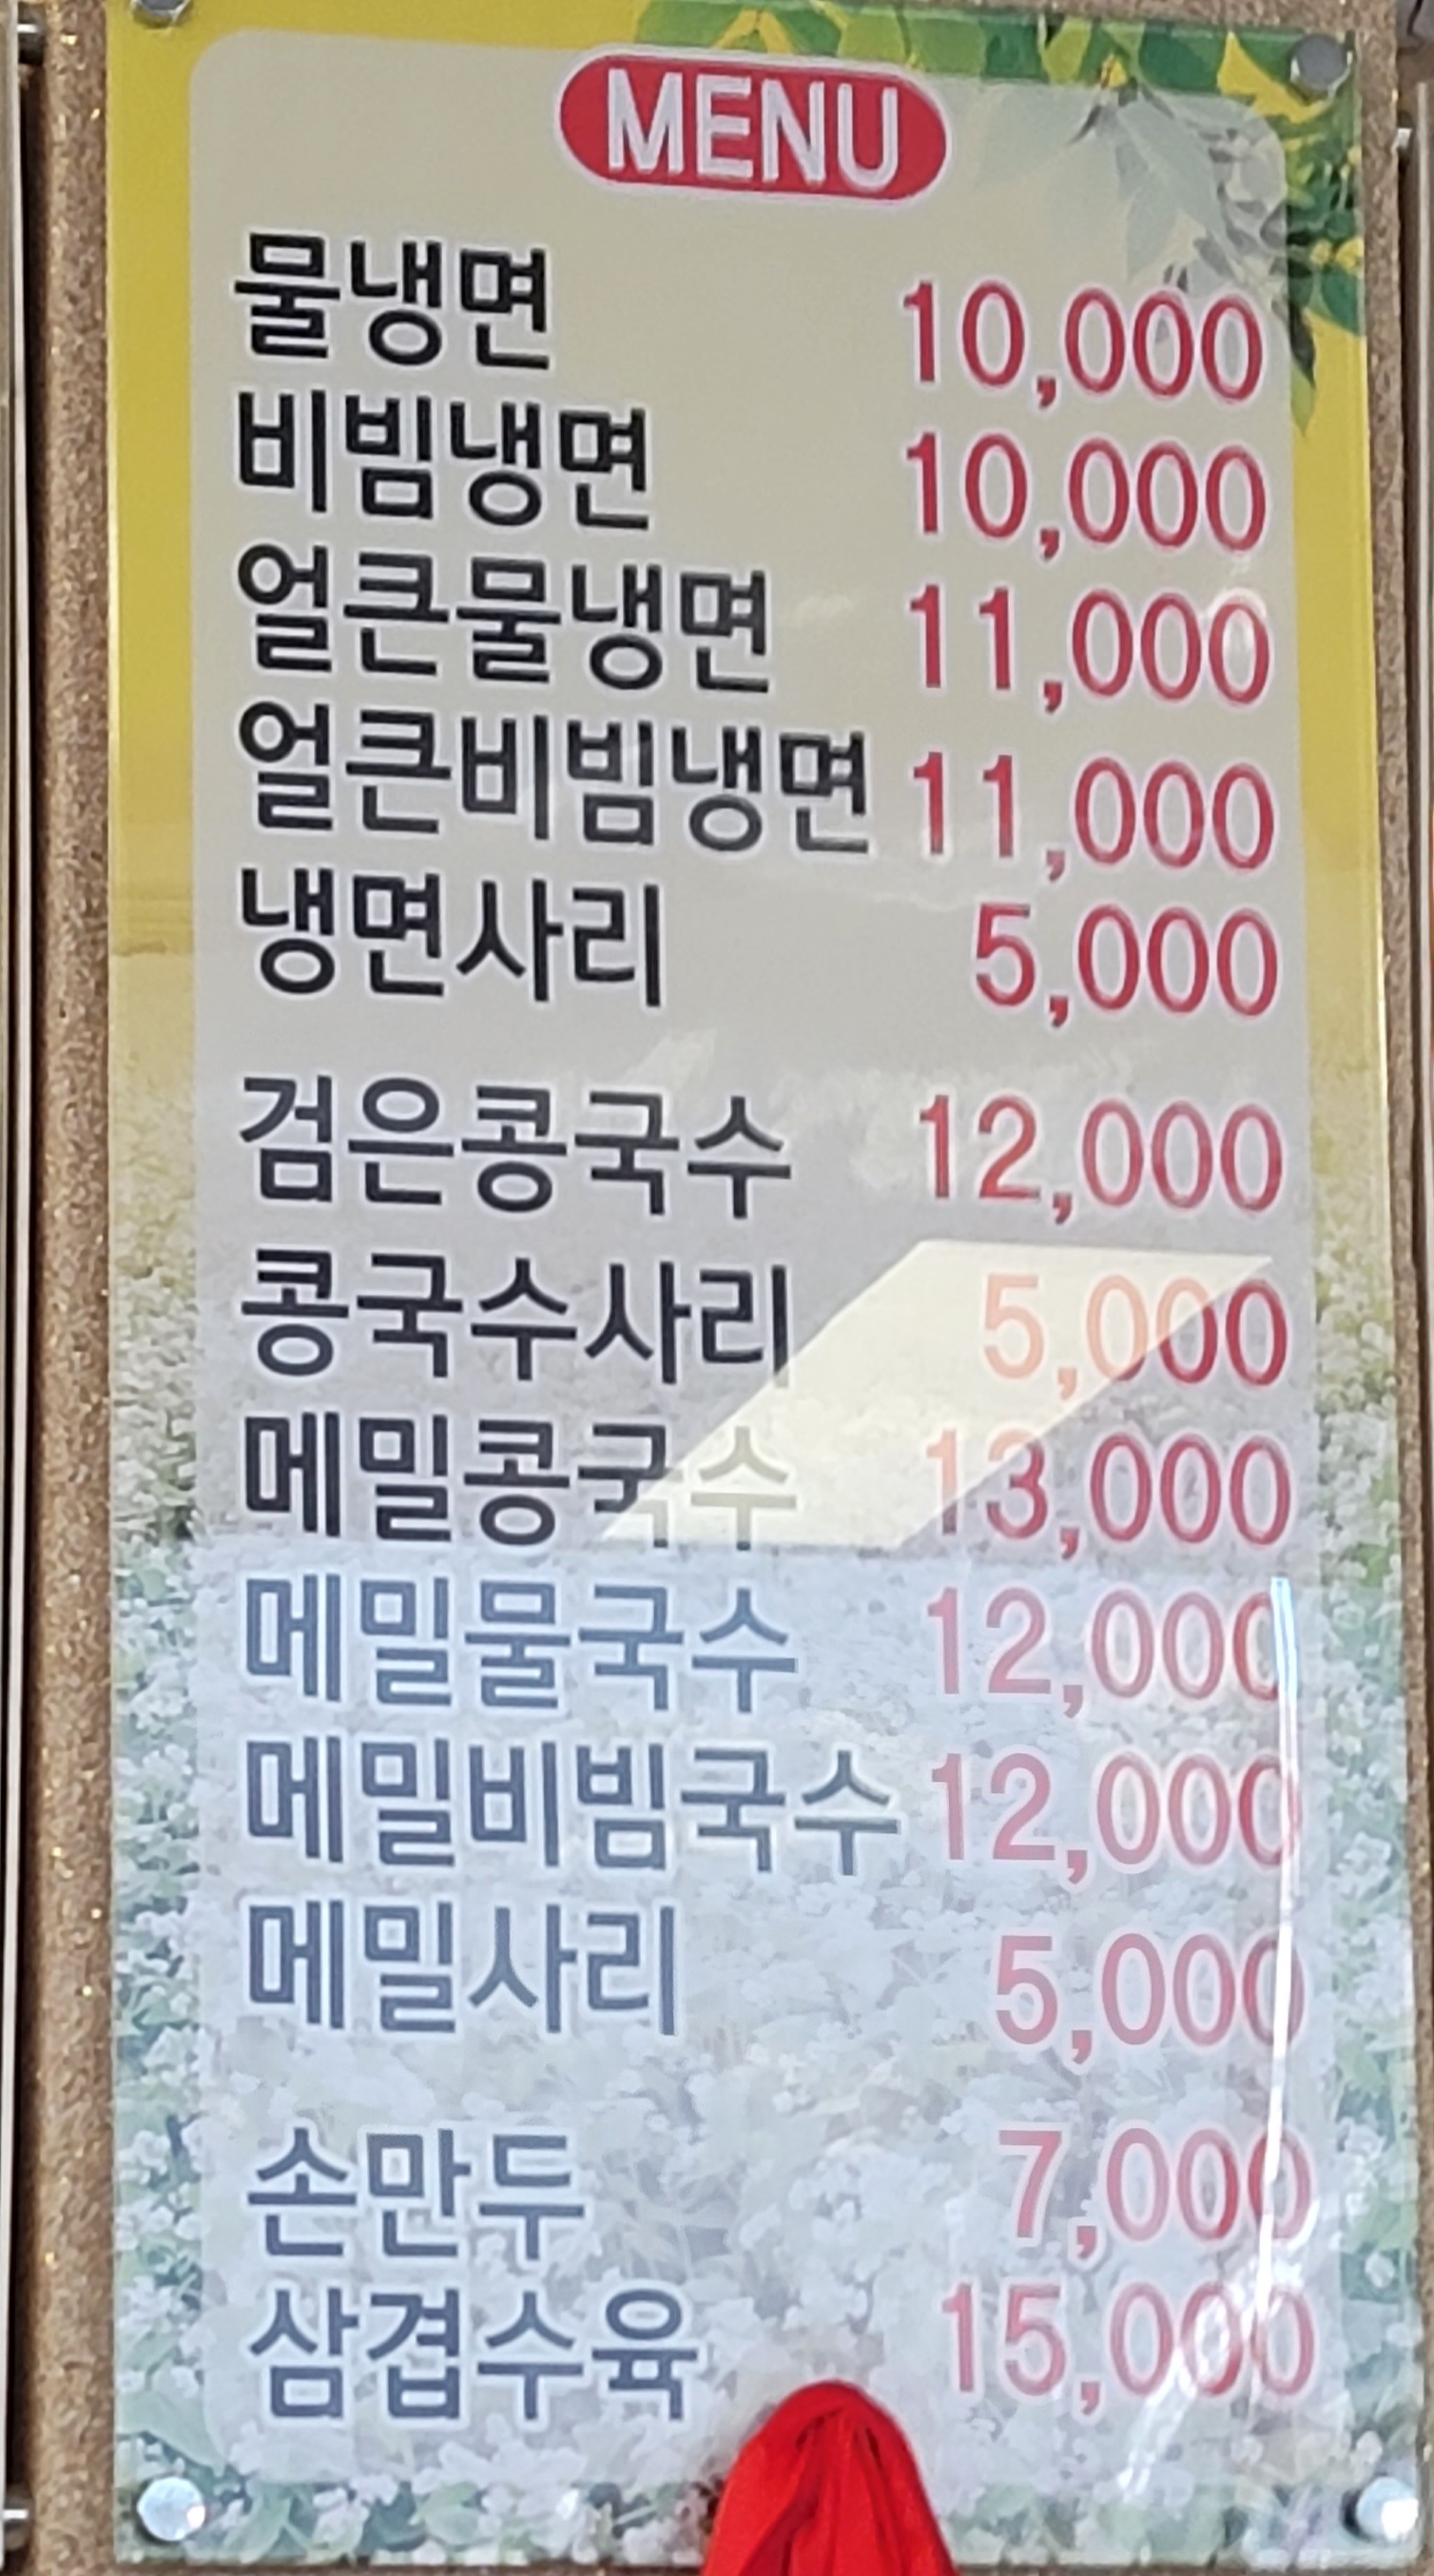 MENU
물냉면 10,000
비빔냉면 10,000
얼큰물냉면 11,000
얼큰비빔냉면 11,000
냉면사리 5,000
검은콩국수 12,000
콩국수사리 5,000
메밀콩국수 13,000
메밀물국수 12,000
메밀비빔국수 12,000
메밀사리 5,000
손만두 7,000
삼겹수육 15,000